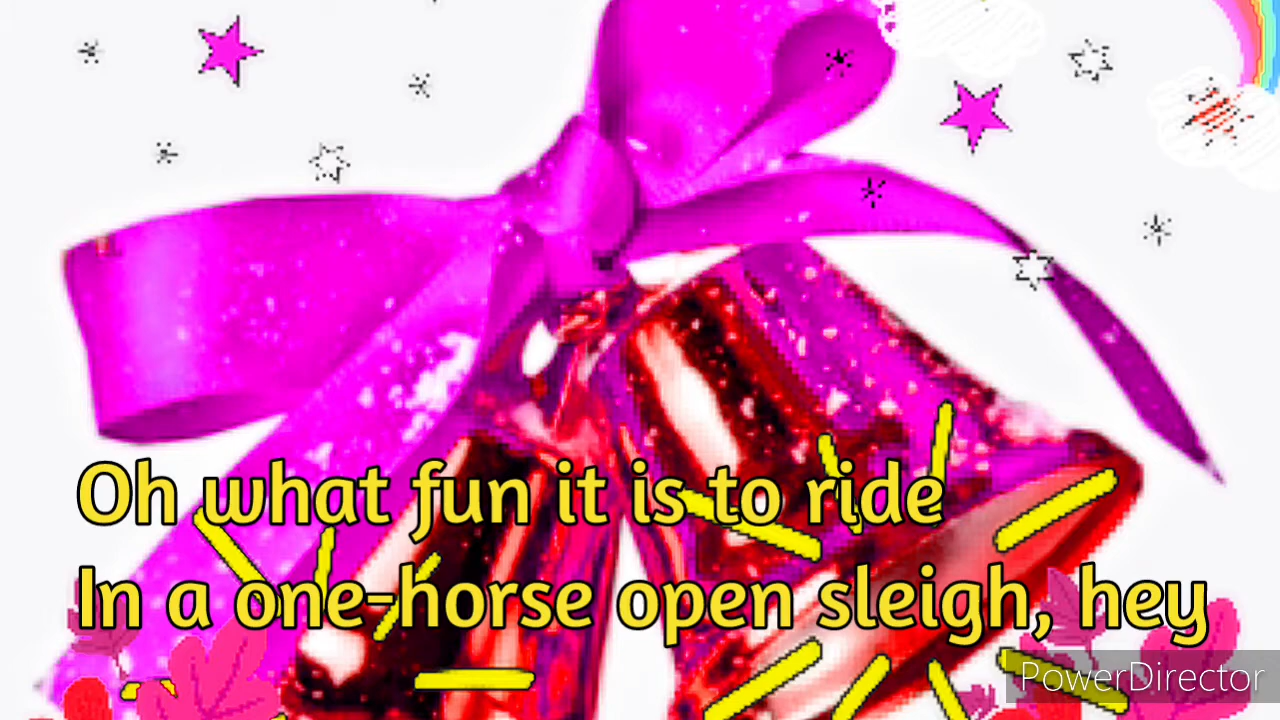 Oh what fun it is to ride
In a one-horse open sleigh, hey
PowerDirector